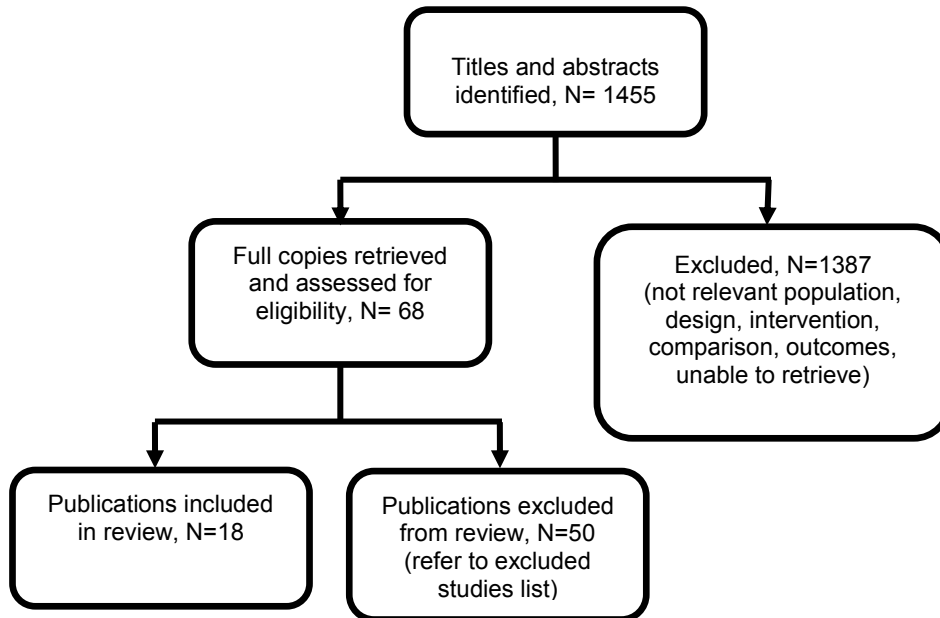 Titles and abstracts
identified, N= 1455
Full copies retrieved
and assessed for
eligibility, N= 68
Excluded, N=1387
(not relevant population,
design, intervention,
comparison, outcomes,
unable to retrieve)
Publications included
in review, N=18
Publications excluded
from review, N=50
(refer to excluded
studies list)